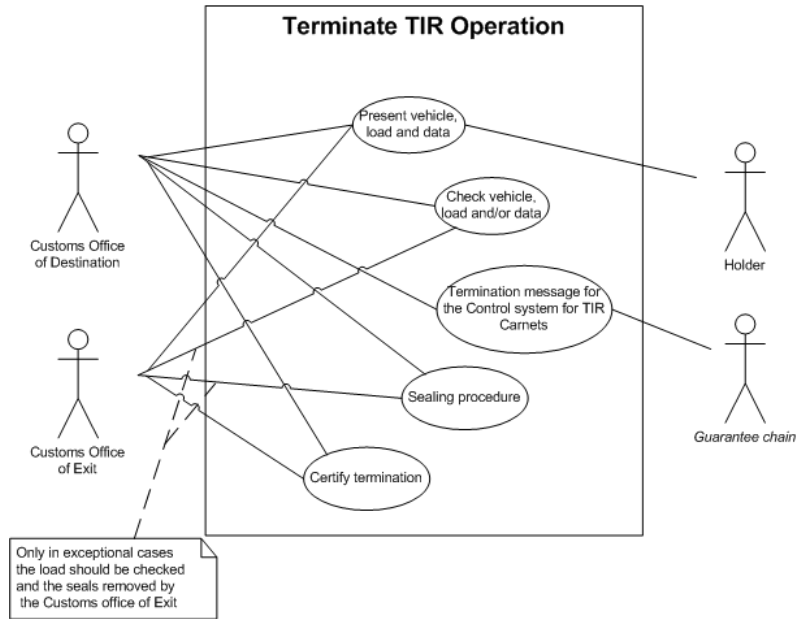 Terminate TIR Operation
Present vehicle,
load and data
Check vehicle,
load and/or data
Customs Office
of Destination
Holder
Termination message for
the Control system for TIR
Carnets
Sealing procedure
Guarantee chain
Customs Office
of Exit
Certify termination
Only in exceptional cases
the load should be checked
and the seals removed by
the Customs office of Exit